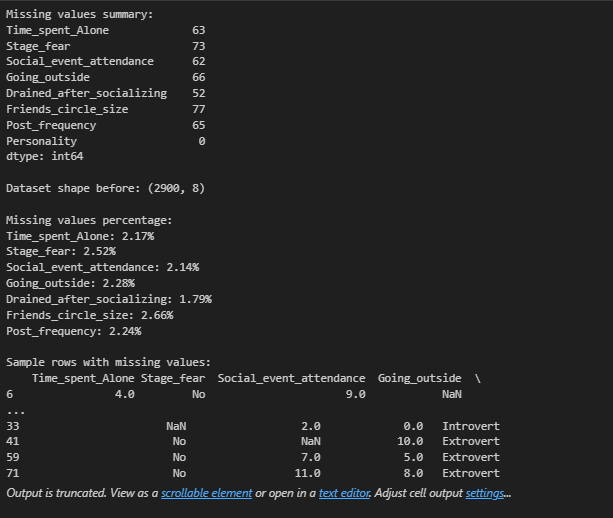 Missing values summary:
Time_spent_Alone             63
Stage_fear                   73
Social_event_attendance      62
Going_outside                66
Drained_after_socializing    52
Friends_circle_size          77
Post_frequency               65
Personality                   0
dtype: int64
Dataset shape before: (2900, 8)
Missing values percentage:
Time_spent_Alone: 2.17%
Stage_fear: 2.52%
Social_event_attendance: 2.14%
Going_outside: 2.28%
Drained_after_socializing: 1.79%
Friends_circle_size: 2.66%
Post_frequency: 2.24%
Sample rows with missing values:
    Time_spent_Alone Stage_fear  Social_event_attendance  Going_outside  \
6                4.0         No                      9.0            NaN
...
33                       NaN                  2.0             0.0   Introvert
41                        No                  NaN            10.0   Extrovert
59                        No                  7.0             5.0   Extrovert
71                        No                 11.0             8.0   Extrovert
Output is truncated. View as a scrollable element or open in a text editor. Adjust cell output settings...